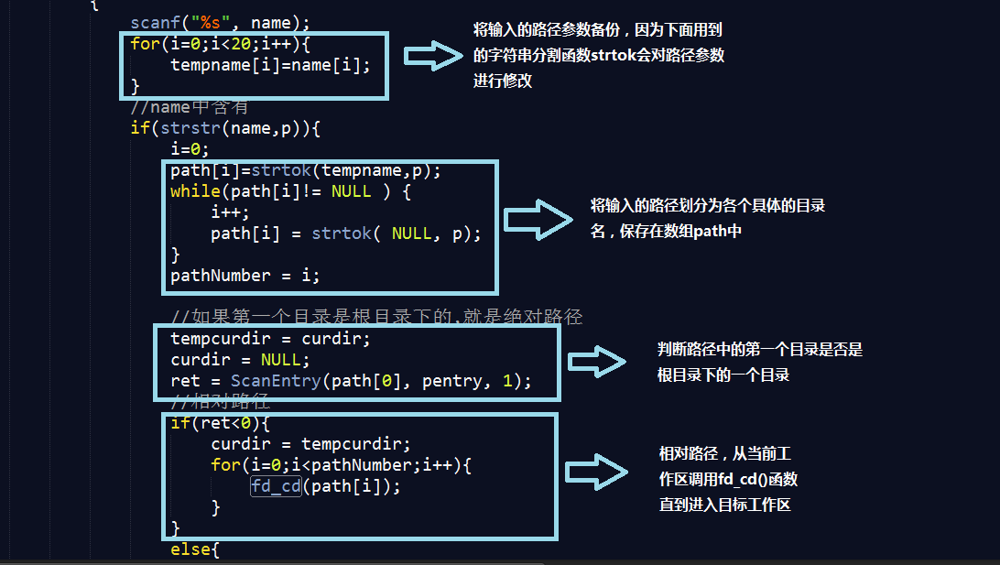 {
scanf("%s", name);
for(i=0;i<20;i++){
tempname[i]=name[i];
}
将输入的路径参数备份，因为下面用到
的字符串分割函数strtok会对路径参数
进行修改
//name中含有
if(strstr(name,p)){
i=0;
path[i]=strtok(tempname,p);
while(path[i]!= NULL ) {
i++;
path[i] = strtok( NULL, p);
}
pathNumber = i;
将输入的路径划分为各个具体的目录
名，保存在数组path中
//如果第一个目录是根目录下的,就是绝对路径
tempcurdir = curdir;
curdir = NULL;
ret = ScanEntry(path[0], pentry, 1);
判断路径中的第一个目录是否是
根目录下的一个目录
//相对路径
if(ret<0){
curdir = tempcurdir;
for(i=0;i<pathNumber;i++){
fd_cd(path[i]);
}
}
相对路径，从当前工
作区调用fd_cd()函数
直到进入目标工作区
else{